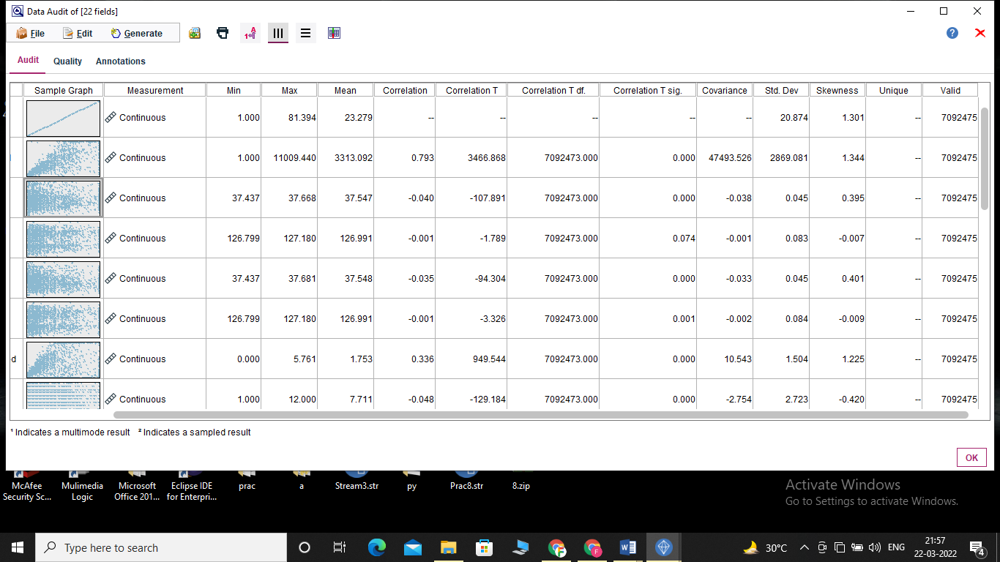 Data Audit of [22 fields]
File Edit Generate
Audit Quality Annotations
Sample Graph Measurement Min Max Mean Correlation Correlation T Correlation T df. Correlation T sig. Covariance Std. Dev Skewness Unique Valid
Continuous 1.000 81.394 23.279 -- -- -- -- -- 20.874 1.301 -- 7092475
Continuous 1.000 11009.440 3313.092 0.793 3466.868 7092473.000 0.000 47493.526 2869.081 1.344 -- 7092475
Continuous 37.437 37.668 37.547 -0.040 -107.891 7092473.000 0.000 -0.038 0.045 0.395 -- 7092475
Continuous 126.799 127.180 126.991 -0.001 -1.789 7092473.000 0.074 -0.001 0.083 -0.007 -- 7092475
Continuous 37.437 37.681 37.548 -0.035 -94.304 7092473.000 0.000 -0.033 0.045 0.401 -- 7092475
Continuous 126.799 127.180 126.991 -0.001 -3.326 7092473.000 0.001 -0.002 0.084 -0.009 -- 7092475
d Continuous 0.000 5.761 1.753 0.336 949.544 7092473.000 0.000 10.543 1.504 1.225 -- 7092475
Continuous 1.000 12.000 7.711 -0.048 -129.184 7092473.000 0.000 -2.754 2.723 -0.420 -- 7092475
¹ Indicates a multimode result ² Indicates a sampled result
OK
McAfee Mulimedia Microsoft Eclipse IDE prac a Stream3.str py Prac8.str 8.zip
Security Sc... Logic Office 201... for Enterpri...
Activate Windows
Go to Settings to activate Windows.
Type here to search
30°C ENG 21:57
22-03-2022 4